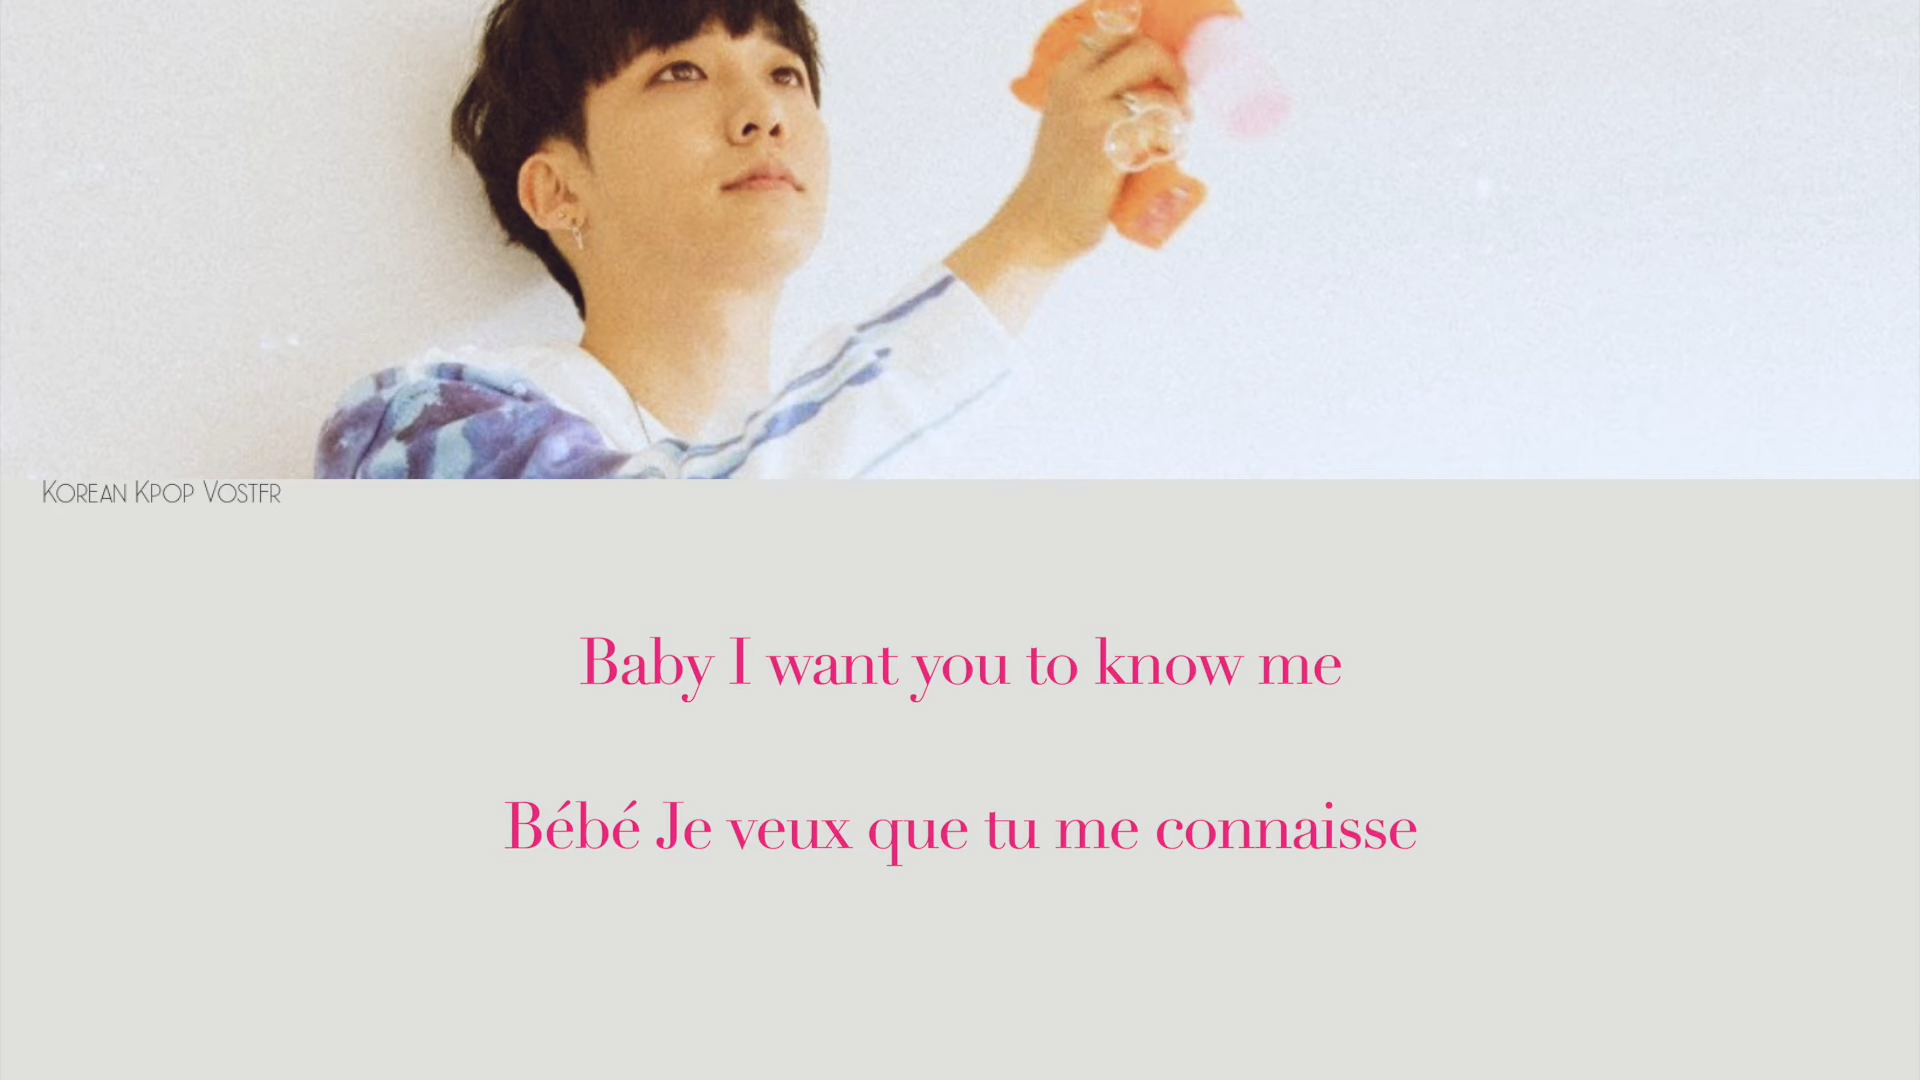 Korean Kpop Vostfr
Baby I want you to know me
Bébé Je veux que tu me connaisse